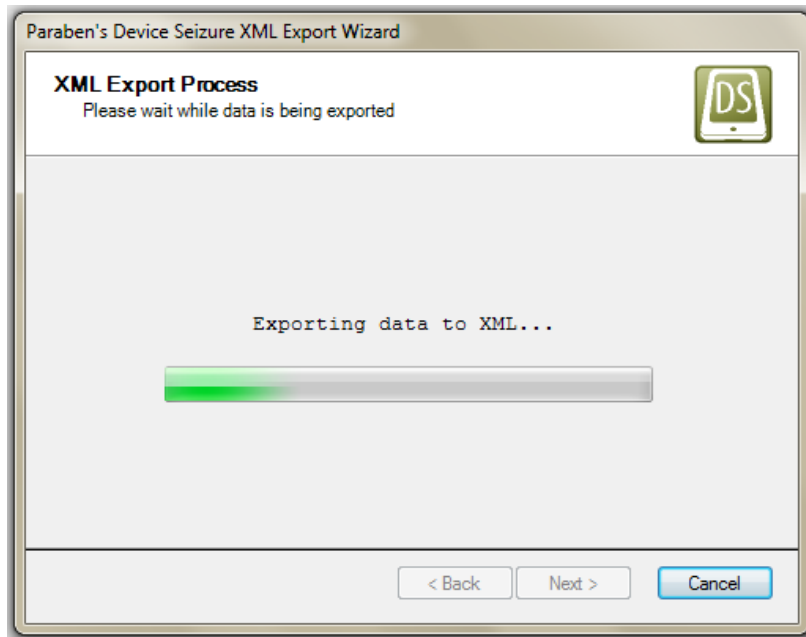 Paraben's Device Seizure XML Export Wizard
XML Export Process
Please wait while data is being exported
DS
Exporting data to XML...
< Back
Next >
Cancel